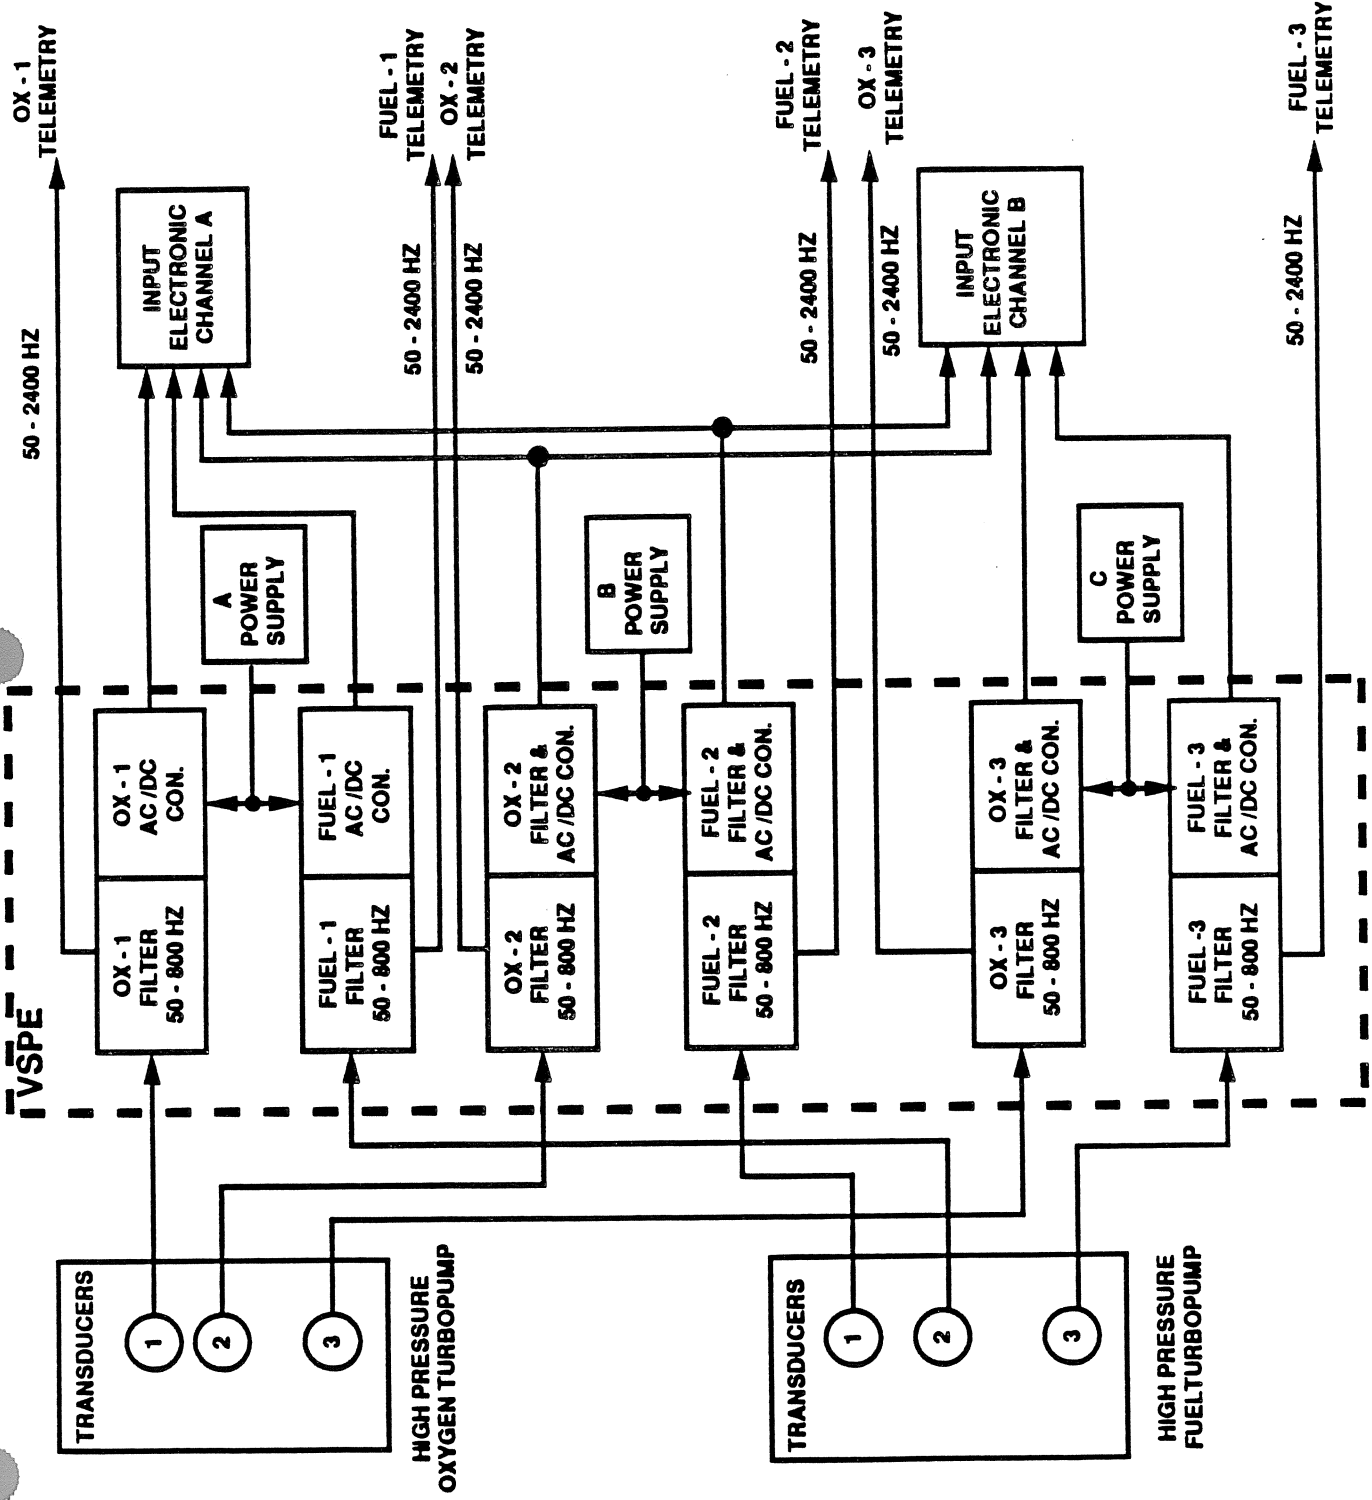 TRANSDUCERS
1
2
3
HIGH PRESSURE
OXYGEN TURBOPUMP
TRANSDUCERS
1
2
3
HIGH PRESSURE
FUELTURBOPUMP
VSPE
OX - 1
FILTER
50 - 800 HZ
OX - 1
AC /DC
CON.
FUEL - 1
FILTER
50 - 800 HZ
FUEL - 1
AC /DC
CON.
OX - 2
FILTER
50 - 800 HZ
OX - 2
FILTER &
AC /DC CON.
FUEL - 2
FILTER
50 - 800 HZ
FUEL - 2
FILTER &
AC /DC CON.
OX - 3
FILTER
50 - 800 HZ
OX - 3
FILTER &
AC /DC CON.
FUEL -3
FILTER
50 - 800 HZ
FUEL - 3
FILTER &
AC /DC CON.
A
POWER
SUPPLY
B
POWER
SUPPLY
C
POWER
SUPPLY
INPUT
ELECTRONIC
CHANNEL A
INPUT
ELECTRONIC
CHANNEL B
50 - 2400 HZ
OX - 1
TELEMETRY
50 - 2400 HZ
FUEL - 1
TELEMETRY
50 - 2400 HZ
OX - 2
TELEMETRY
50 - 2400 HZ
FUEL - 2
TELEMETRY
50 - 2400 HZ
OX - 3
TELEMETRY
50 - 2400 HZ
FUEL - 3
TELEMETRY